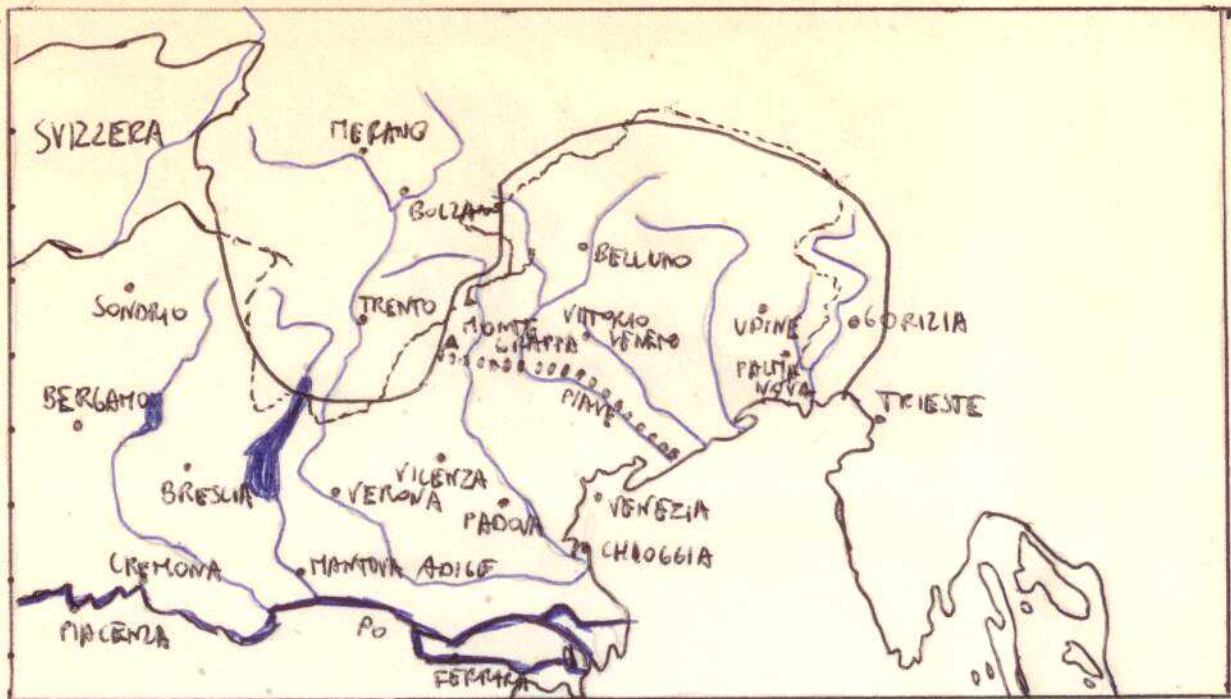 SVIZZERA
MERANO
BOLZANO
BELLUNO
SONDRIO
TRENTO
MONTE
GRAPPA
VITTORIO
VENETO
UDINE
GORIZIA
PALMA
NOVA
BERGAMO
PIAVE
TRIESTE
BRESCIA
VICENZA
VERONA
PADOVA
VENEZIA
CHIOGGIA
CREMONA
MANTOVA
ADIGE
PIACENZA
PO
FERRARA